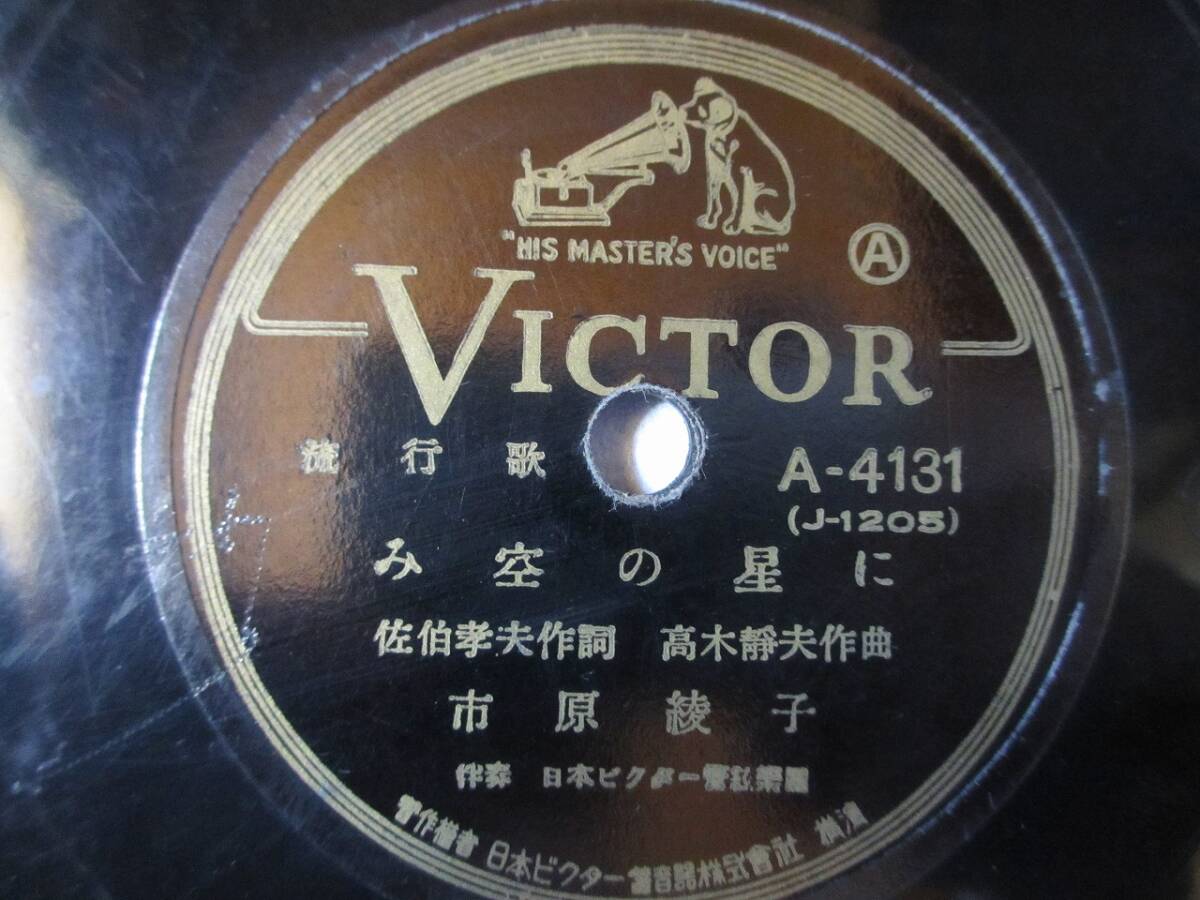 "HIS MASTER'S VOICE"
Ⓐ
VICTOR
流行歌
A-4131
(J-1205)
み空の星に
佐伯孝夫作詞 高木靜夫作曲
市原綾子
伴奏 日本ビクター管絃樂團
著作權者 日本ビクター蓄音器株式會社 橫濱